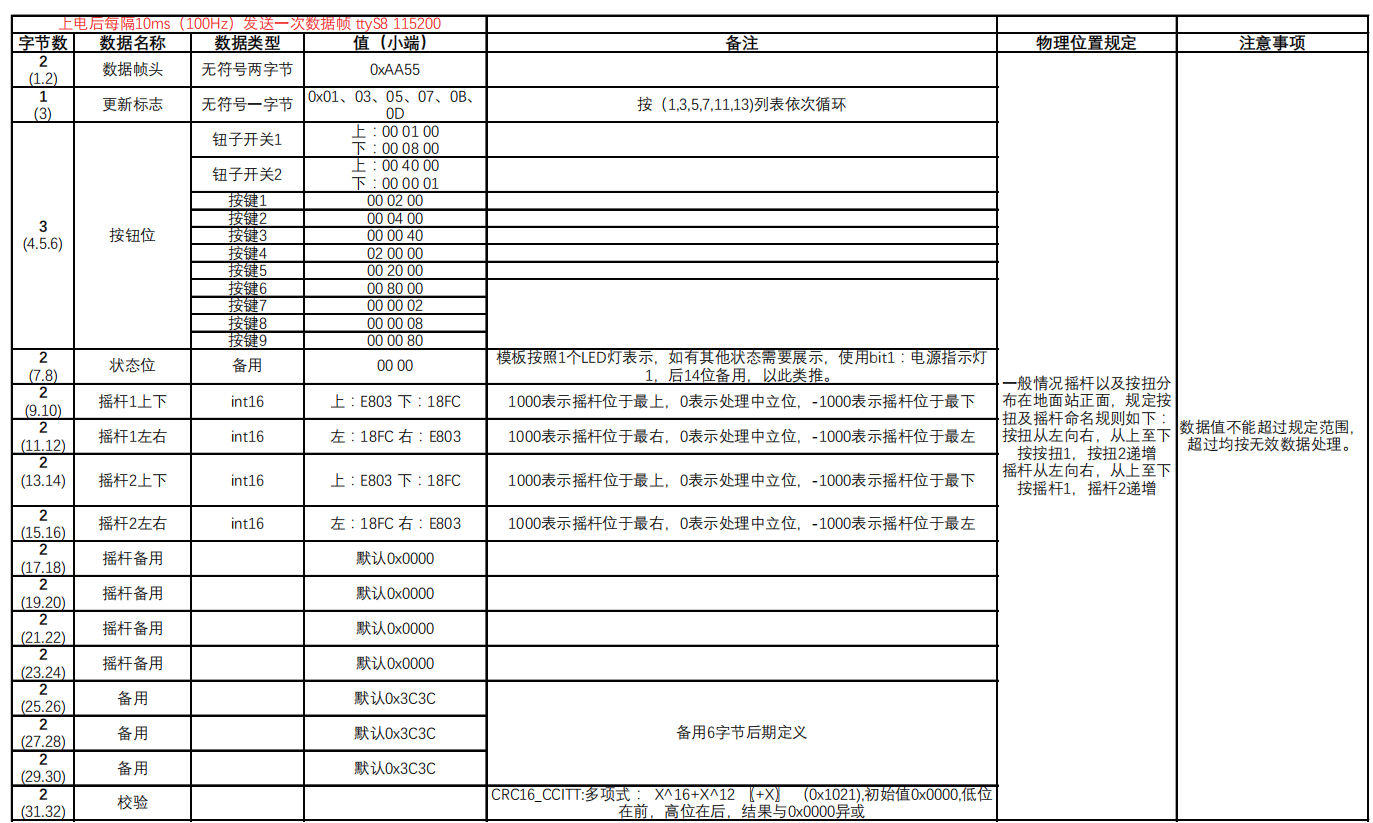 上电后每隔10ms（100Hz）发送一次数据帧 ttyS8 115200
字节数 数据名称 数据类型 值（小端） 备注 物理位置规定 注意事项
2
(1.2) 数据帧头 无符号两字节 0xAA55
1
(3) 更新标志 无符号一字节 0x01、03、05、07、0B、
0D 按（1,3,5,7,11,13)列表依次循环
3
(4.5.6) 按钮位
钮子开关1 上：00 01 00
下：00 08 00
钮子开关2 上：00 40 00
下：00 00 01
按键1 00 02 00
按键2 00 04 00
按键3 00 00 40
按键4 02 00 00
按键5 00 20 00
按键6 00 80 00
按键7 00 00 02
按键8 00 00 08
按键9 00 00 80
2
(7.8) 状态位 备用 00 00 模板按照1个LED灯表示，如有其他状态需要展示，使用bit1：电源指示灯
1，后14位备用，以此类推。
2
(9.10) 摇杆1上下 int16 上：E803 下：18FC 1000表示摇杆位于最上，0表示处理中立位，-1000表示摇杆位于最下
2
(11.12) 摇杆1左右 int16 左：18FC 右：E803 1000表示摇杆位于最右，0表示处理中立位，-1000表示摇杆位于最左
2
(13.14) 摇杆2上下 int16 上：E803 下：18FC 1000表示摇杆位于最上，0表示处理中立位，-1000表示摇杆位于最下
2
(15.16) 摇杆2左右 int16 左：18FC 右：E803 1000表示摇杆位于最右，0表示处理中立位，-1000表示摇杆位于最左
2
(17.18) 摇杆备用 默认0x0000
2
(19.20) 摇杆备用 默认0x0000
2
(21.22) 摇杆备用 默认0x0000
2
(23.24) 摇杆备用 默认0x0000
2
(25.26) 备用 默认0x3C3C
2
(27.28) 备用 默认0x3C3C 备用6字节后期定义
2
(29.30) 备用 默认0x3C3C
2
(31.32) 校验 CRC16_CCITT:多项式： X^16+X^12 〖+X〗 （0x1021),初始值0x0000,低位
在前，高位在后，结果与0x0000异或
一般情况摇杆以及按扭分
布在地面站正面，规定按
扭及摇杆命名规则如下：
按扭从左向右，从上至下
按按扭1，按扭2递增
摇杆从左向右，从上至下
按摇杆1，摇杆2递增
数据值不能超过规定范围，
超过均按无效数据处理。